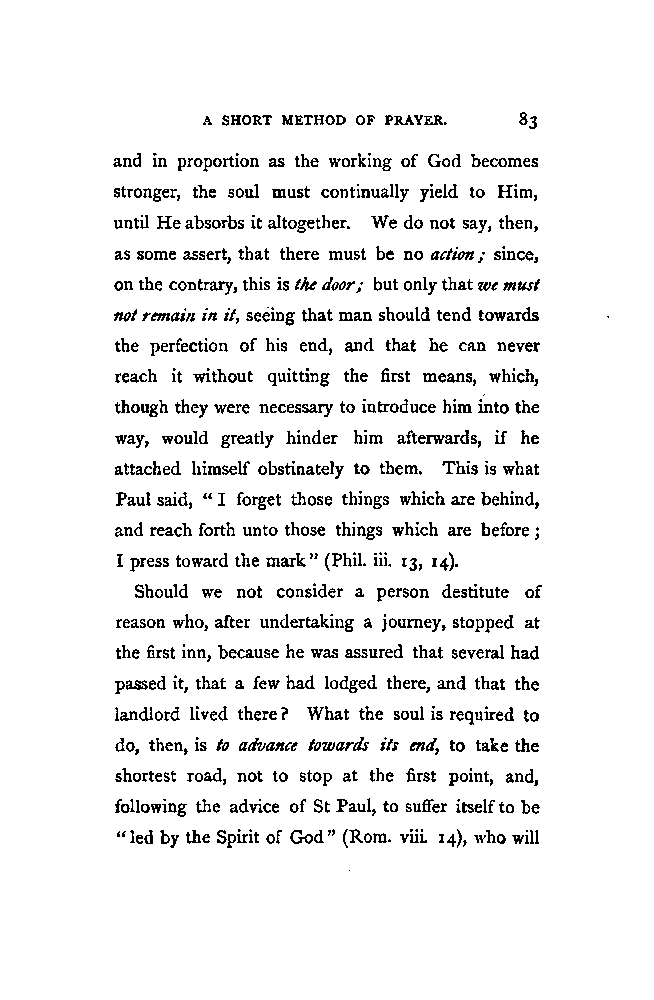 A SHORT METHOD OF PRAYER. 83
and in proportion as the working of God becomes
stronger, the soul must continually yield to Him,
until He absorbs it altogether. We do not say, then,
as some assert, that there must be no action; since,
on the contrary, this is the door; but only that we must
not remain in it, seeing that man should tend towards
the perfection of his end, and that he can never
reach it without quitting the first means, which,
though they were necessary to introduce him into the
way, would greatly hinder him afterwards, if he
attached himself obstinately to them. This is what
Paul said, “I forget those things which are behind,
and reach forth unto those things which are before;
I press toward the mark” (Phil. iii. 13, 14).
Should we not consider a person destitute of
reason who, after undertaking a journey, stopped at
the first inn, because he was assured that several had
passed it, that a few had lodged there, and that the
landlord lived there? What the soul is required to
do, then, is to advance towards its end, to take the
shortest road, not to stop at the first point, and,
following the advice of St Paul, to suffer itself to be
“led by the Spirit of God” (Rom. viii. 14), who will